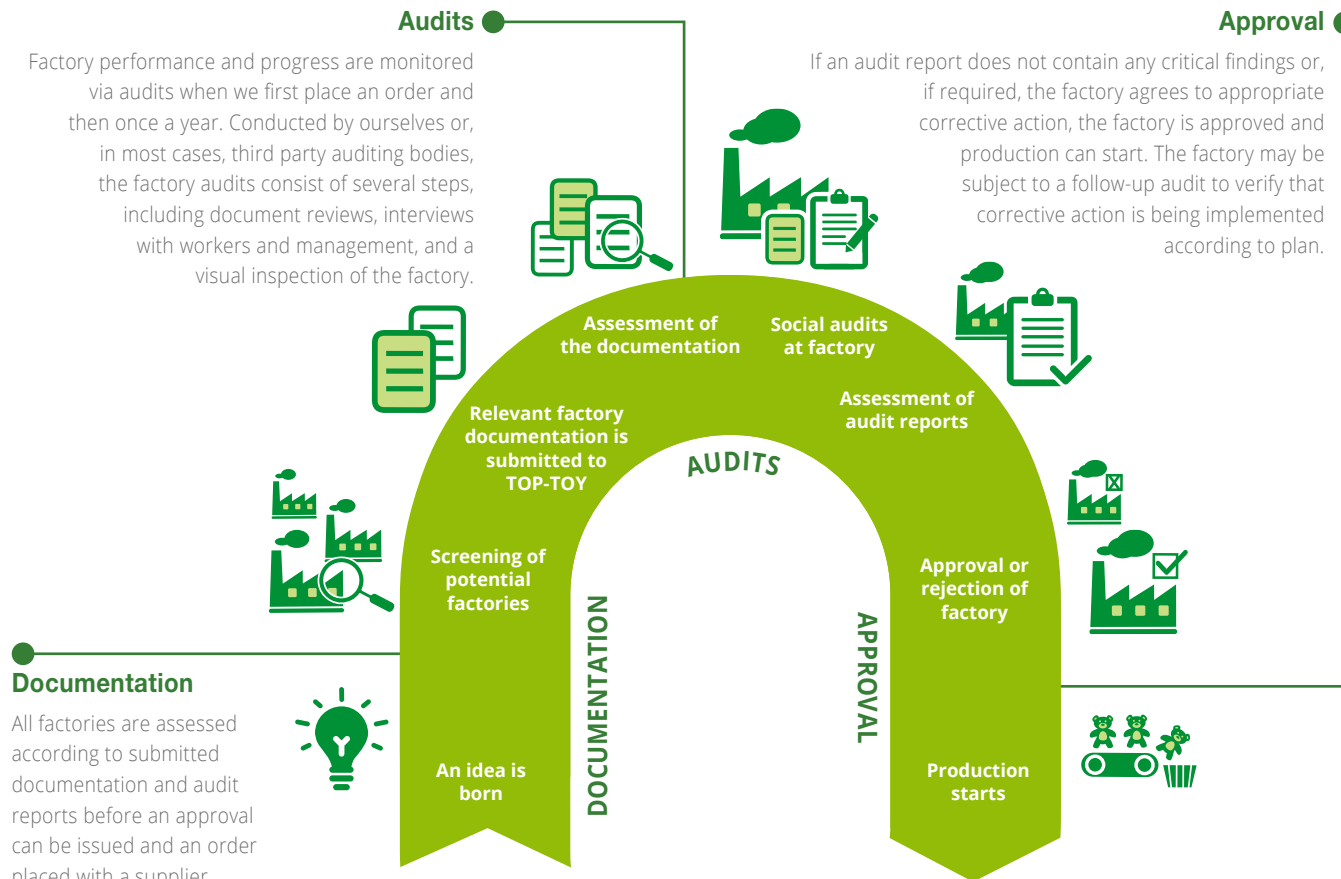 Audits
Factory performance and progress are monitored
via audits when we first place an order and
then once a year. Conducted by ourselves or,
in most cases, third party auditing bodies,
the factory audits consist of several steps,
including document reviews, interviews
with workers and management, and a
visual inspection of the factory.
Approval
If an audit report does not contain any critical findings or,
if required, the factory agrees to appropriate
corrective action, the factory is approved and
production can start. The factory may be
subject to a follow-up audit to verify that
corrective action is being implemented
according to plan.
Documentation
All factories are assessed
according to submitted
documentation and audit
reports before an approval
can be issued and an order
placed with a supplier
An idea is
born
Screening of
potential
factories
Relevant factory
documentation is
submitted to
TOP-TOY
Assessment of
the documentation
Social audits
at factory
Assessment of
audit reports
Approval or
rejection of
factory
Production
starts
DOCUMENTATION
AUDITS
APPROVAL